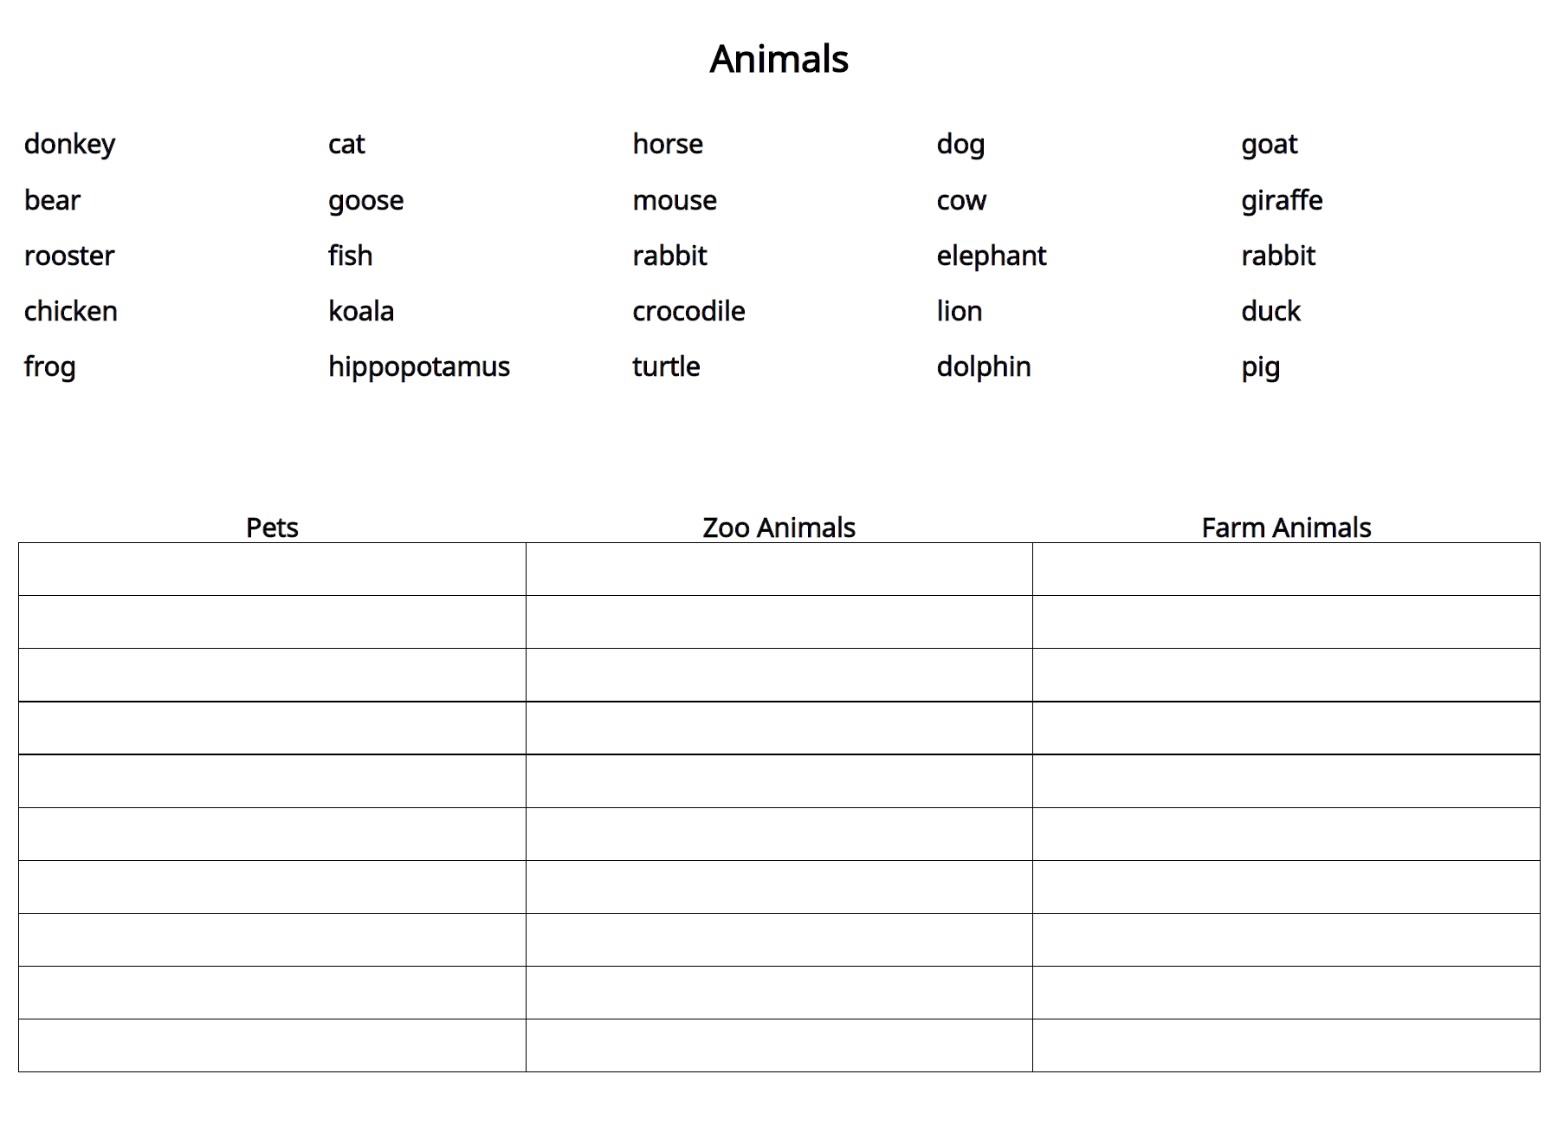 Animals
donkey cat horse dog goat
bear goose mouse cow giraffe
rooster fish rabbit elephant rabbit
chicken koala crocodile lion duck
frog hippopotamus turtle dolphin pig
Pets Zoo Animals Farm Animals